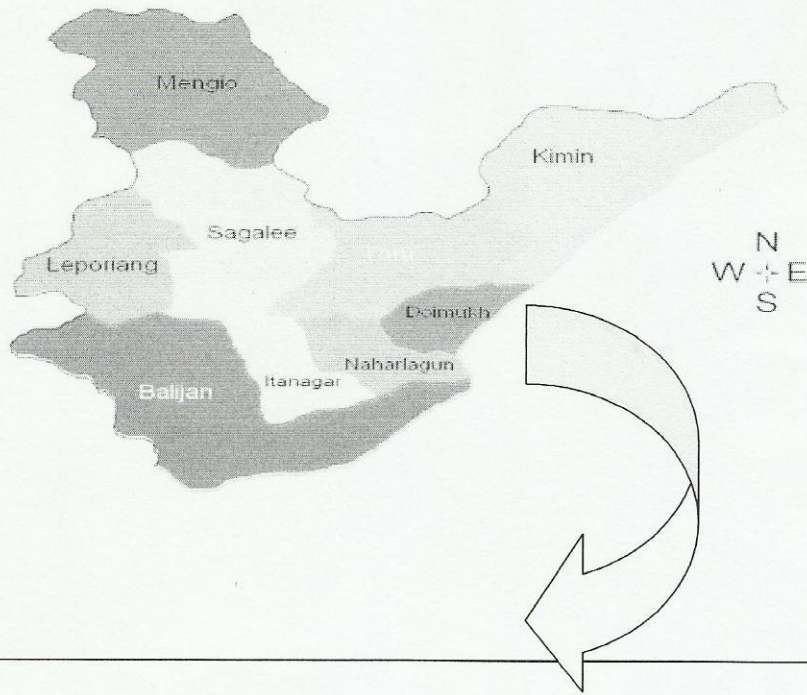 Mengio
Kimin
Sagalee
Leporiang
Doimukh
Naharlagun
Itanagar
Balijan
N
W E
S